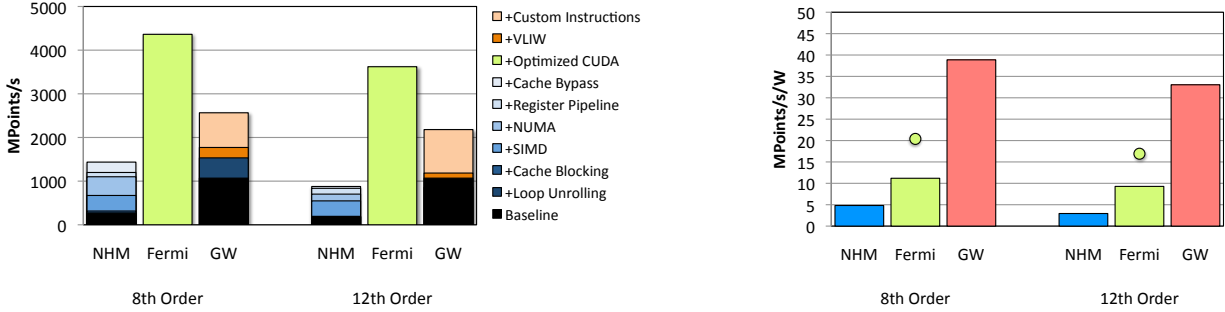 5000
4000
3000
2000
1000
0
MPoints/s
NHM Fermi GW NHM Fermi GW
8th Order 12th Order
+Custom Instructions
+VLIW
+Optimized CUDA
+Cache Bypass
+Register Pipeline
+NUMA
+SIMD
+Cache Blocking
+Loop Unrolling
Baseline
50
45
40
35
30
25
20
15
10
5
0
MPoints/s/W
NHM Fermi GW NHM Fermi GW
8th Order 12th Order